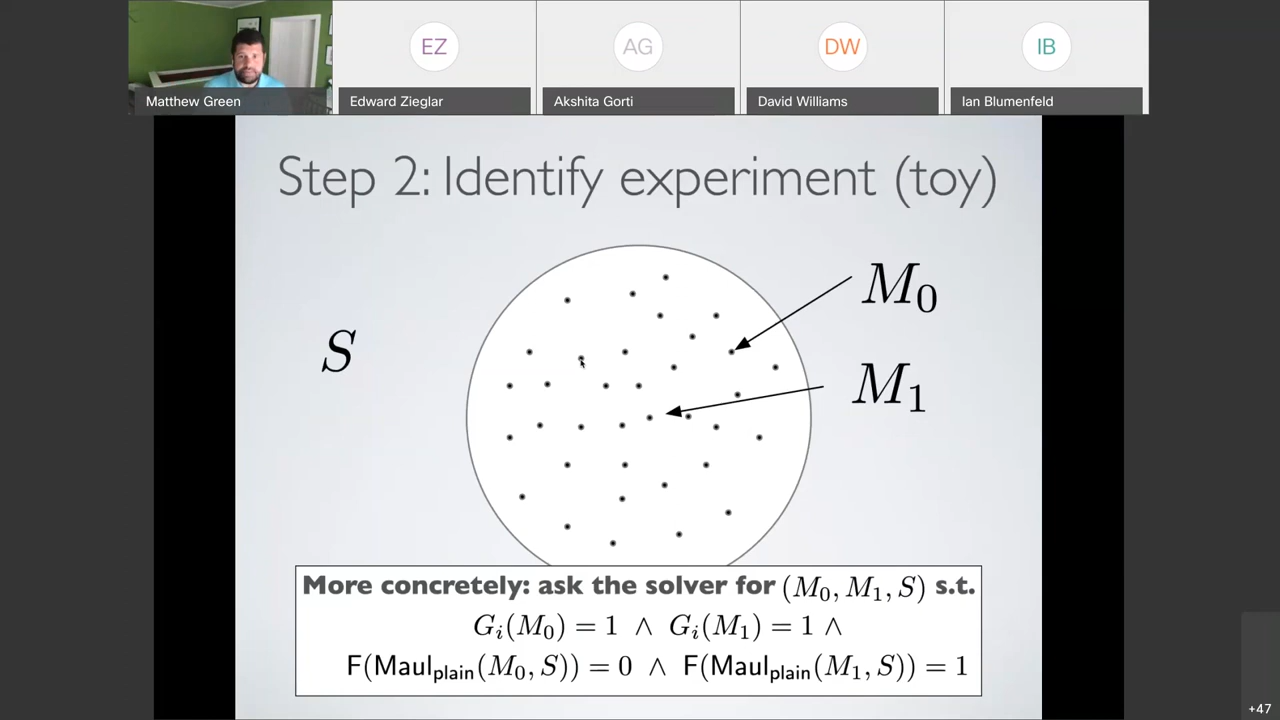 EZ
AG
DW
IB
Matthew Green
Edward Zieglar
Akshita Gorti
David Williams
Ian Blumenfeld
Step 2: Identify experiment (toy)
M₀
S
M₁
More concretely: ask the solver for (M₀, M₁, S) s.t.
Gᵢ(M₀) = 1 ∧ Gᵢ(M₁) = 1 ∧
F(Maul_plain(M₀, S)) = 0 ∧ F(Maul_plain(M₁, S)) = 1
+47